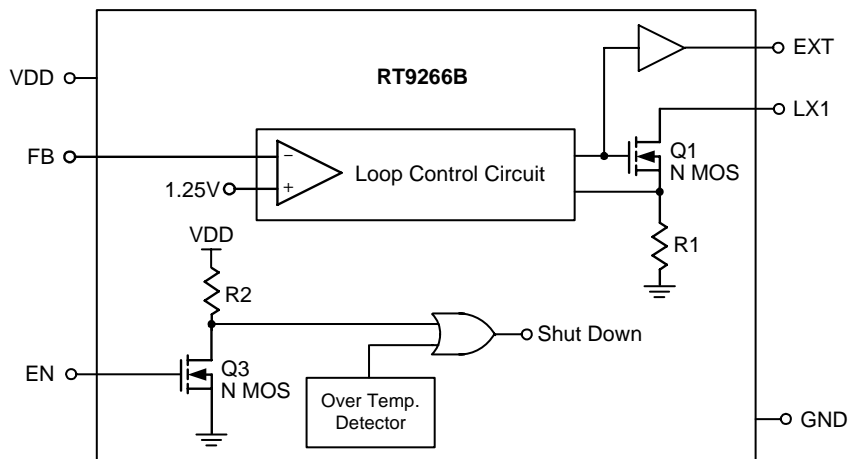 EXT
VDD
RT9266B
LX1
FB
−
+
1.25V
Loop Control Circuit
Q1
N MOS
R1
VDD
R2
Shut Down
EN
Q3
N MOS
Over Temp.
Detector
GND